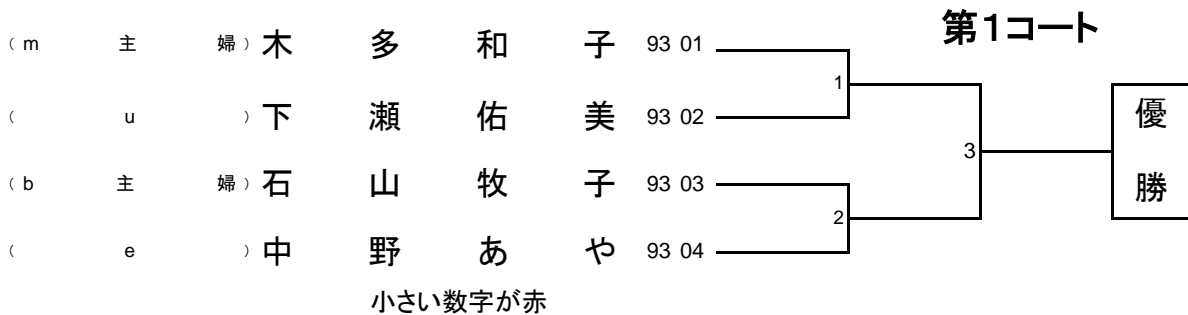 第1コート
(m 主 婦) 木 多 和 子 93 01
1
( u ) 下 瀬 佑 美 93 02
優
3
(b 主 婦) 石 山 牧 子 93 03
勝
2
( e ) 中 野 あ や 93 04
小さい数字が赤